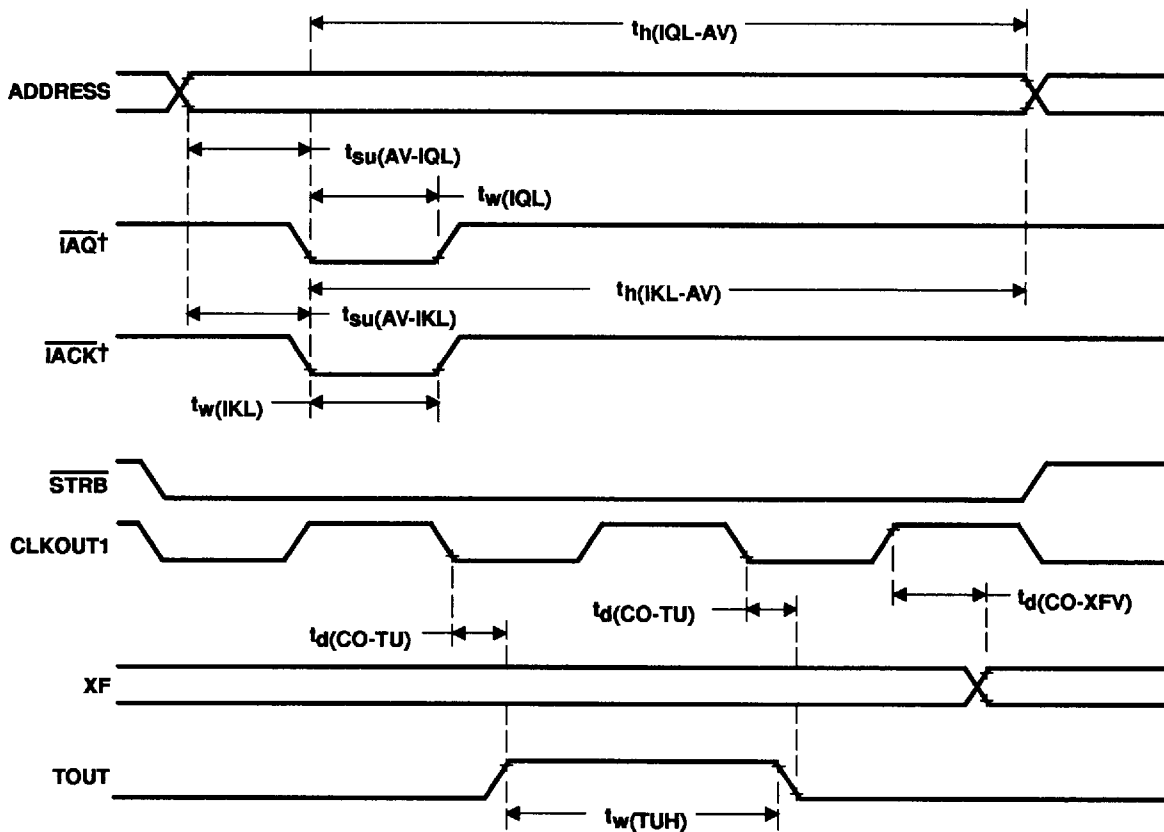 th(IQL-AV)
ADDRESS
tsu(AV-IQL)
tw(IQL)
IAQ†
th(IKL-AV)
tsu(AV-IKL)
IACK†
tw(IKL)
STRB
CLKOUT1
td(CO-TU)
td(CO-TU)
td(CO-XFV)
XF
TOUT
tw(TUH)